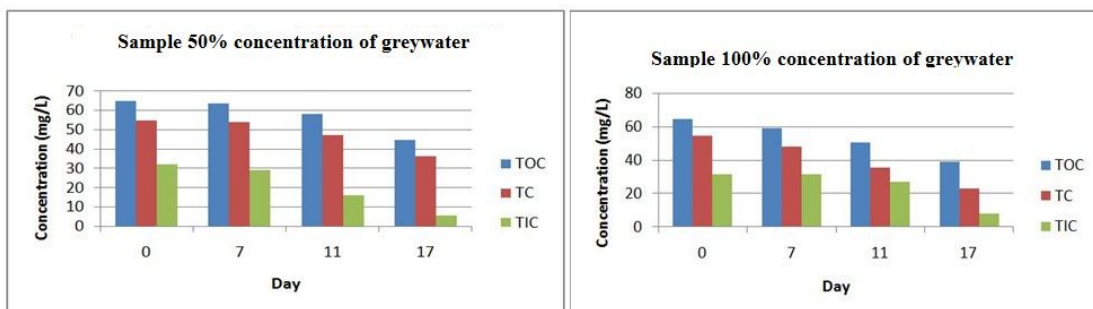 Sample 50% concentration of greywater
Concentration (mg/L)
70
60
50
40
30
20
10
0
0 7 11 17
Day
TOC
TC
TIC
Sample 100% concentration of greywater
Concentration (mg/L)
80
60
40
20
0
0 7 11 17
Day
TOC
TC
TIC